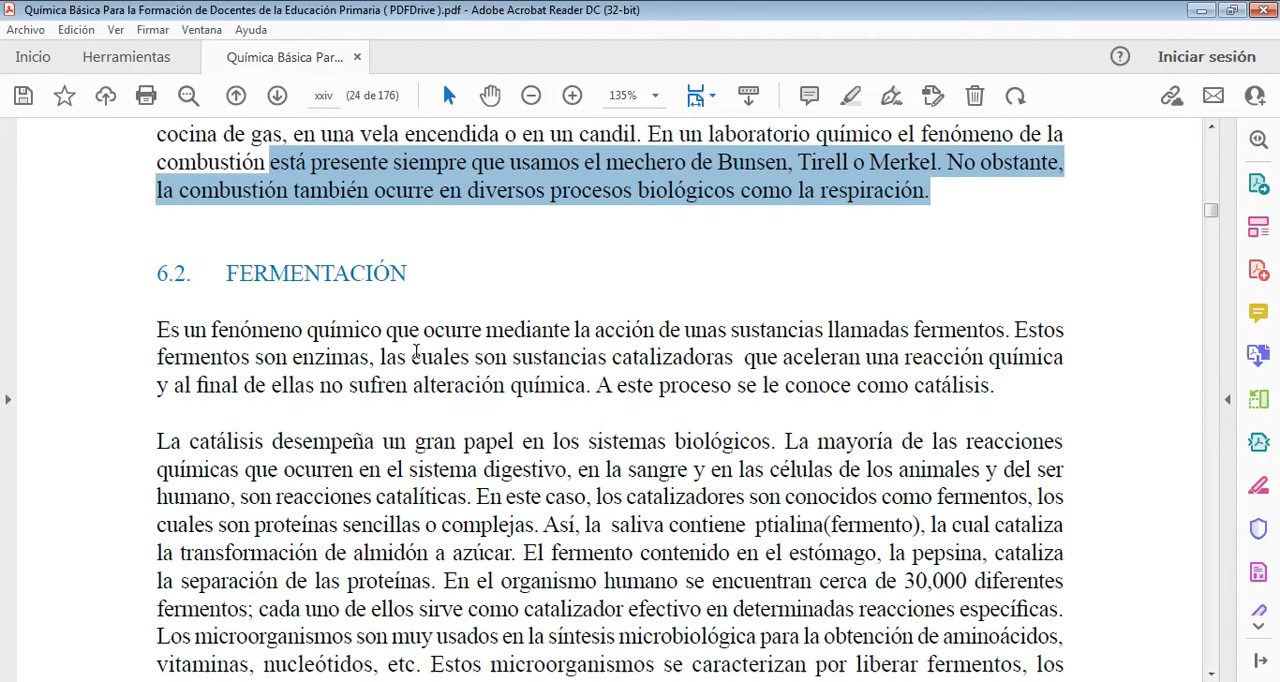 Química Básica Para la Formación de Docentes de la Educación Primaria ( PDFDrive ).pdf - Adobe Acrobat Reader DC (32-bit)
Archivo Edición Ver Firmar Ventana Ayuda
Inicio Herramientas Química Básica Par... × Iniciar sesión
xxiv (24 de 176) 135%
cocina de gas, en una vela encendida o en un candil. En un laboratorio químico el fenómeno de la
combustión está presente siempre que usamos el mechero de Bunsen, Tirell o Merkel. No obstante,
la combustión también ocurre en diversos procesos biológicos como la respiración.
6.2. FERMENTACIÓN
Es un fenómeno químico que ocurre mediante la acción de unas sustancias llamadas fermentos. Estos
fermentos son enzimas, las cuales son sustancias catalizadoras que aceleran una reacción química
y al final de ellas no sufren alteración química. A este proceso se le conoce como catálisis.
La catálisis desempeña un gran papel en los sistemas biológicos. La mayoría de las reacciones
químicas que ocurren en el sistema digestivo, en la sangre y en las células de los animales y del ser
humano, son reacciones catalíticas. En este caso, los catalizadores son conocidos como fermentos, los
cuales son proteínas sencillas o complejas. Así, la saliva contiene ptialina(fermento), la cual cataliza
la transformación de almidón a azúcar. El fermento contenido en el estómago, la pepsina, cataliza
la separación de las proteínas. En el organismo humano se encuentran cerca de 30,000 diferentes
fermentos; cada uno de ellos sirve como catalizador efectivo en determinadas reacciones específicas.
Los microorganismos son muy usados en la síntesis microbiológica para la obtención de aminoácidos,
vitaminas, nucleótidos, etc. Estos microorganismos se caracterizan por liberar fermentos, los